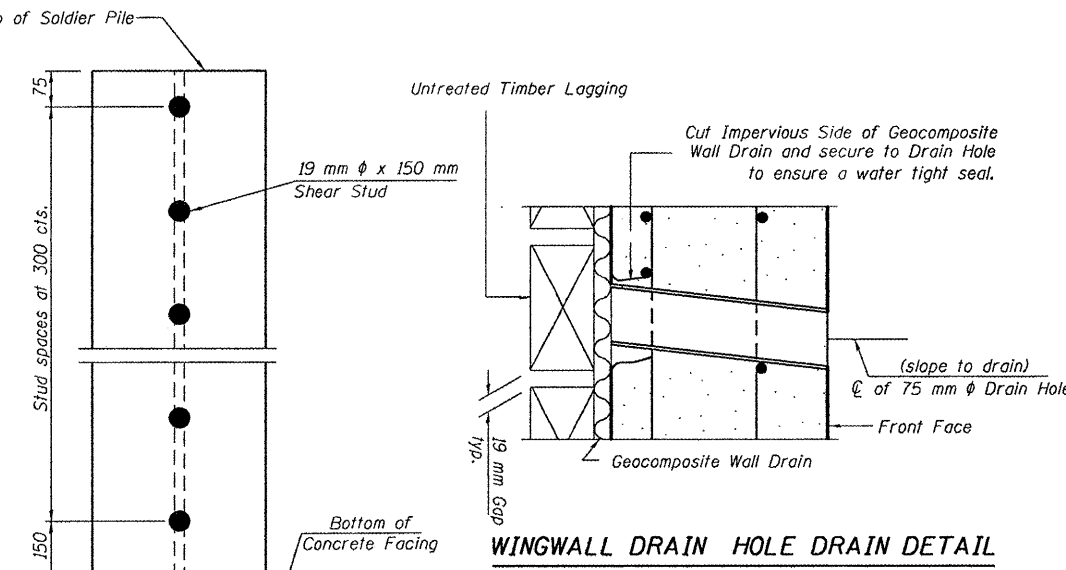 of Soldier Pile
75
Stud spaces at 300 cts.
150
19 mm ϕ x 150 mm
Shear Stud
Bottom of
Concrete Facing
Untreated Timber Lagging
Cut Impervious Side of Geocomposite
Wall Drain and secure to Drain Hole
to ensure a water tight seal.
(slope to drain)
℄ of 75 mm ϕ Drain Hole
Front Face
Geocomposite Wall Drain
19 mm Gap
typ.
WINGWALL DRAIN HOLE DRAIN DETAIL